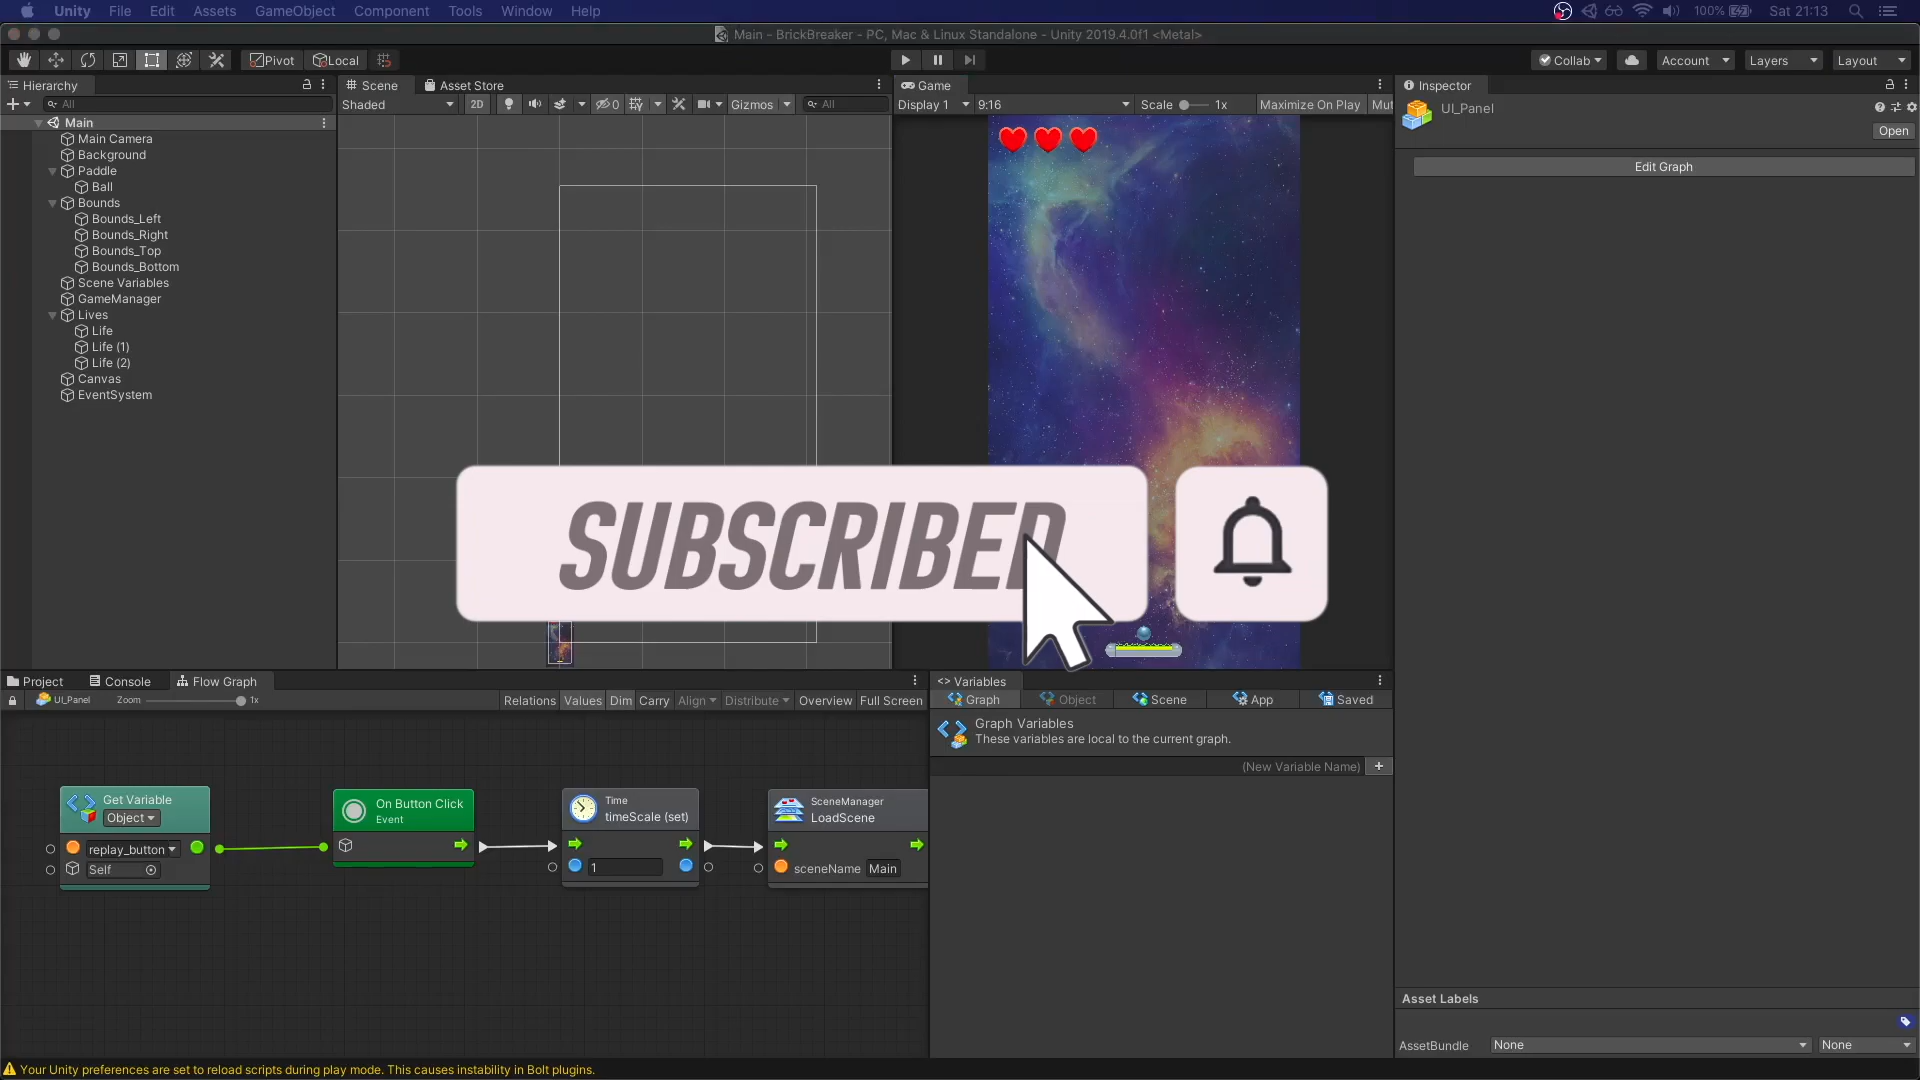 Unity File Edit Assets GameObject Component Tools Window Help 100% Sat 21:13
Main - BrickBreaker - PC, Mac & Linux Standalone - Unity 2019.4.0f1 <Metal>
Pivot Local Collab Account Layers Layout
Hierarchy
All
Main
Main Camera
Background
Paddle
Ball
Bounds
Bounds_Left
Bounds_Right
Bounds_Top
Bounds_Bottom
Scene Variables
GameManager
Lives
Life
Life (1)
Life (2)
Canvas
EventSystem
Scene Asset Store
Shaded 2D 0 Gizmos All
Game
Display 1 9:16 Scale 1x Maximize On Play Mut
Inspector
UI_Panel
Open
Edit Graph
SUBSCRIBED
Project Console Flow Graph
UI_Panel Zoom 1x Relations Values Dim Carry Align Distribute Overview Full Screen
Get Variable
Object
replay_button
Self
On Button Click
Event
Time
timeScale (set)
1
SceneManager
LoadScene
sceneName Main
<> Variables
Graph Object Scene App Saved
Graph Variables
These variables are local to the current graph.
(New Variable Name) +
Asset Labels
AssetBundle None None
Your Unity preferences are set to reload scripts during play mode. This causes instability in Bolt plugins.